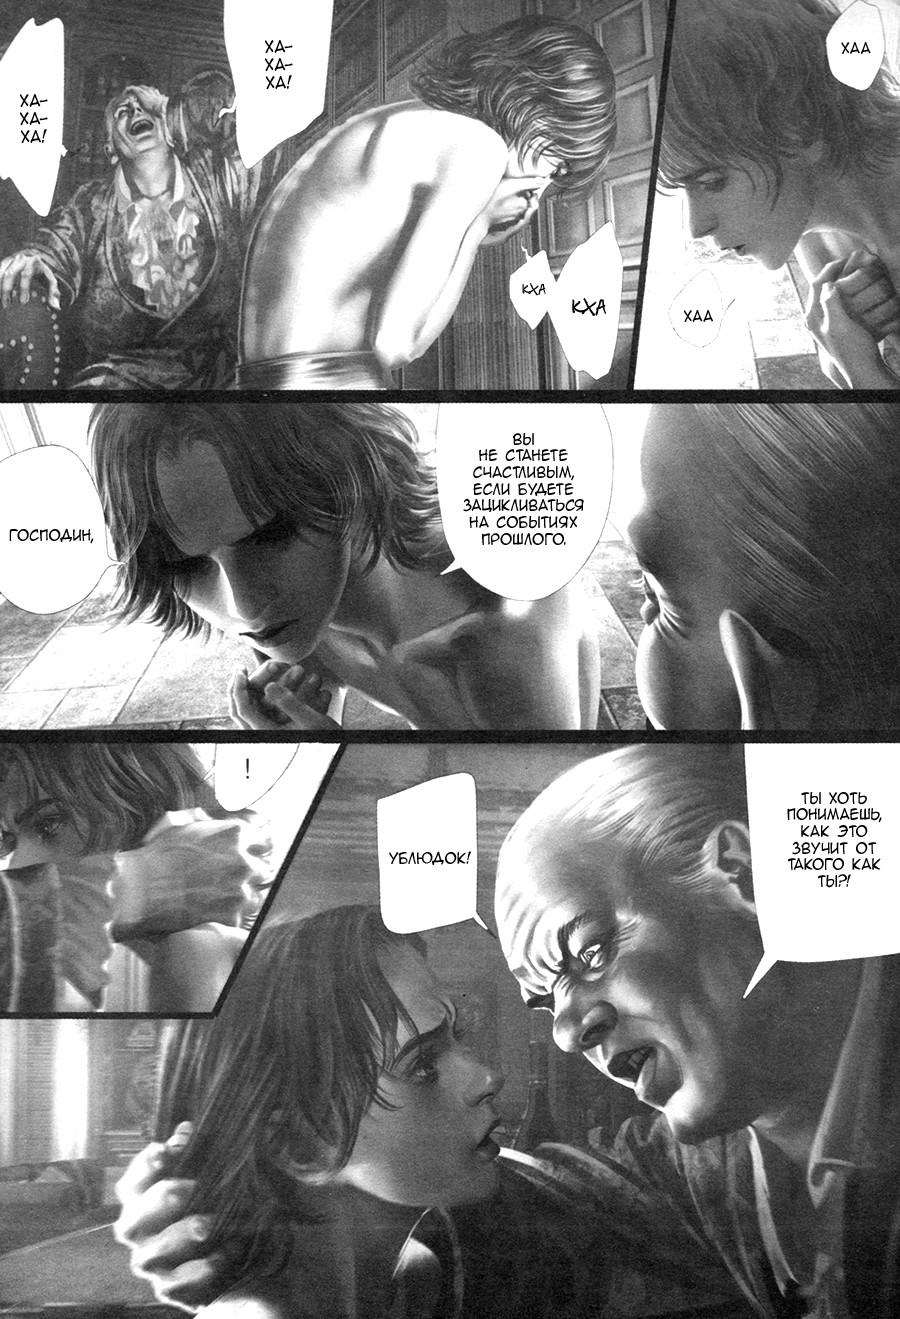 ХА-
ХА-
ХА!
ХА-
ХА-
ХА!
КХА
КХА
ХАА
ХАА
ГОСПОДИН,
ВЫ
НЕ СТАНЕТЕ
СЧАСТЛИВЫМ,
ЕСЛИ БУДЕТЕ
ЗАЦИКЛИВАТЬСЯ
НА СОБЫТИЯХ
ПРОШЛОГО.
!
УБЛЮДОК!
ТЫ ХОТЬ
ПОНИМАЕШЬ,
КАК ЭТО
ЗВУЧИТ ОТ
ТАКОГО КАК
ТЫ?!